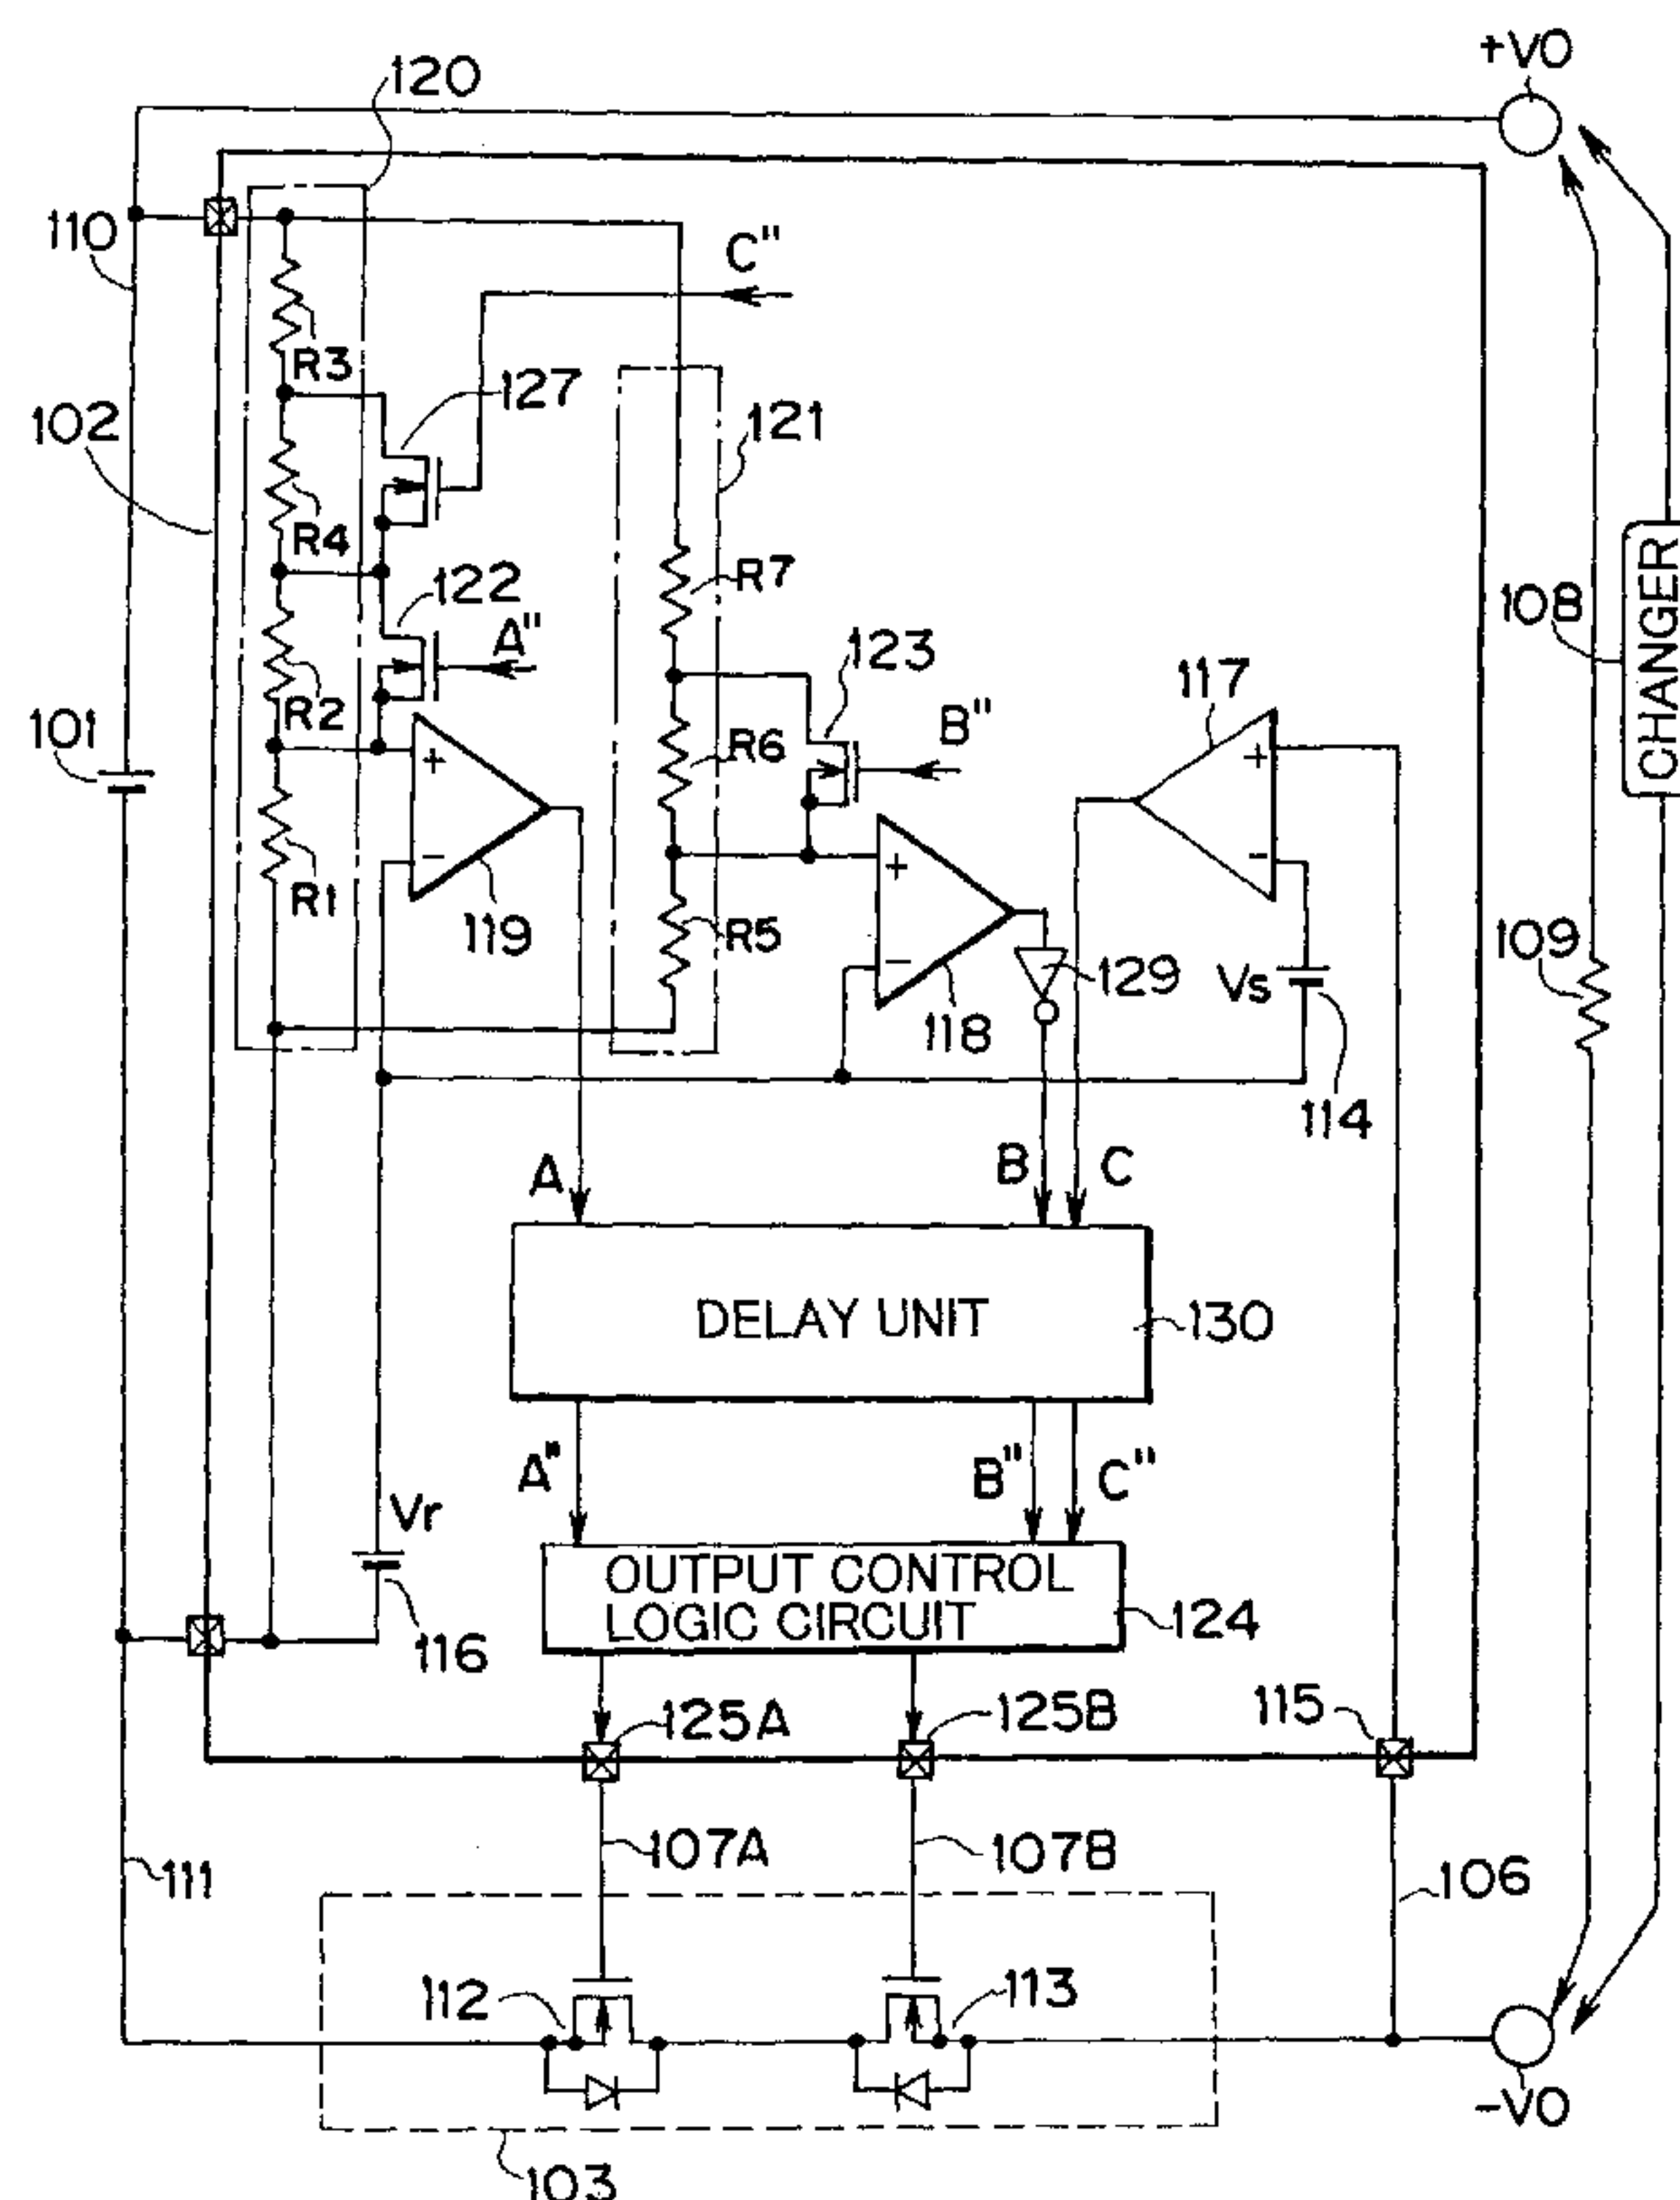 +VO
120
110
C"
R3
127
102
121
R4
122
A"
R7
108
CHANGER
123
117
R2
101
B"
R6
+
+
R1
+
-
-
119
R5
109
129
Vs
-
118
114
A
B
C
DELAY UNIT
130
A"
B"
C"
Vr
OUTPUT CONTROL
LOGIC CIRCUIT
124
116
125A
125B
115
107A
107B
111
106
112
113
-VO
103